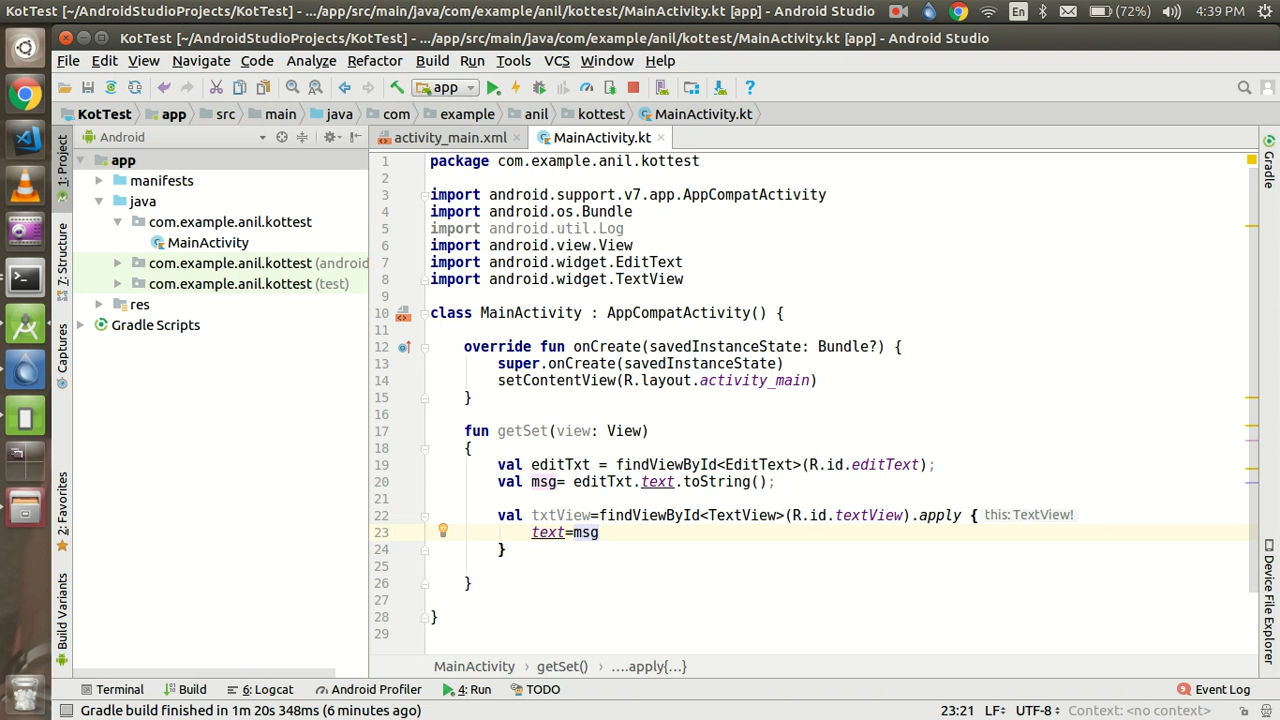 KotTest [~/AndroidStudioProjects/KotTest] - .../app/src/main/java/com/example/anil/kottest/MainActivity.kt [app] - Android Studio
En
(72%)
4:39 PM
KotTest [~/AndroidStudioProjects/KotTest] - .../app/src/main/java/com/example/anil/kottest/MainActivity.kt [app] - Android Studio
File Edit View Navigate Code Analyze Refactor Build Run Tools VCS Window Help
app
KotTest app src main java com example anil kottest MainActivity.kt
Android
activity_main.xml
MainActivity.kt
1: Project
7: Structure
Captures
2: Favorites
Build Variants
app
manifests
java
com.example.anil.kottest
MainActivity
com.example.anil.kottest (android
com.example.anil.kottest (test)
res
Gradle Scripts
1 package com.example.anil.kottest
2
3 import android.support.v7.app.AppCompatActivity
4 import android.os.Bundle
5 import android.util.Log
6 import android.view.View
7 import android.widget.EditText
8 import android.widget.TextView
9
10 class MainActivity : AppCompatActivity() {
11
12 override fun onCreate(savedInstanceState: Bundle?) {
13 super.onCreate(savedInstanceState)
14 setContentView(R.layout.activity_main)
15 }
16
17 fun getSet(view: View)
18 {
19 val editTxt = findViewById<EditText>(R.id.editText);
20 val msg= editTxt.text.toString();
21
22 val txtView=findViewById<TextView>(R.id.textView).apply { this: TextView!
23 text=msg
24 }
25
26 }
27
28 }
29
Gradle
Device File Explorer
MainActivity getSet() ....apply{...}
Terminal Build 6: Logcat Android Profiler 4: Run TODO
9 Event Log
Gradle build finished in 1m 20s 348ms (6 minutes ago)
23:21 LF÷ UTF-8÷ Context: <no context>